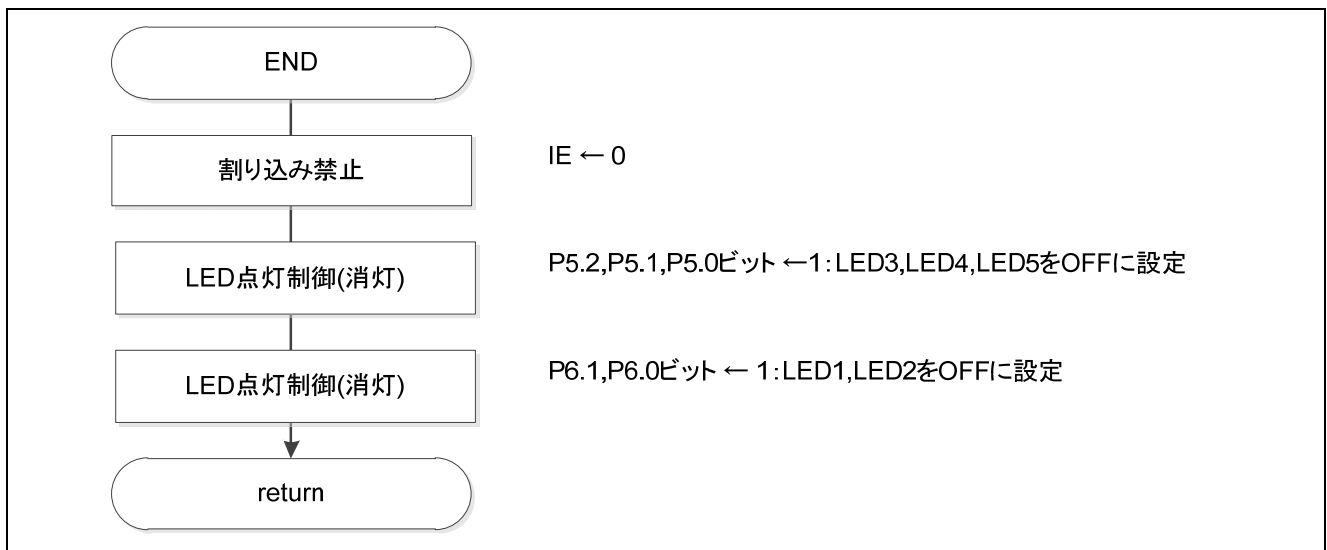 END
割り込み禁止
IE ← 0
LED点灯制御(消灯)
P5.2,P5.1,P5.0ビット ←1:LED3,LED4,LED5をOFFに設定
LED点灯制御(消灯)
P6.1,P6.0ビット ← 1:LED1,LED2をOFFに設定
return